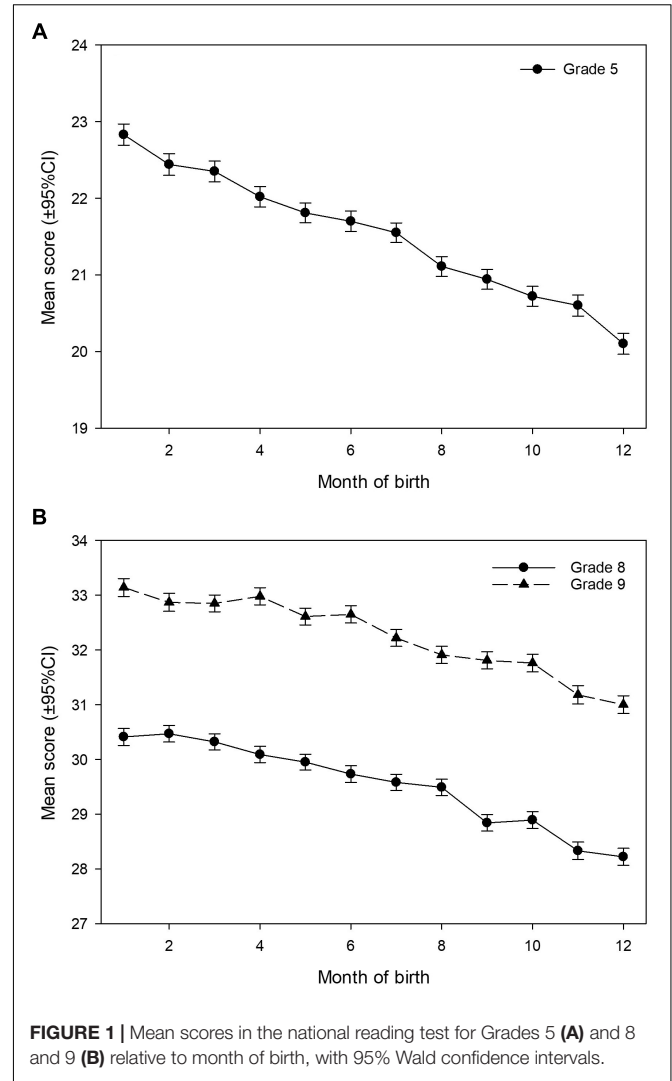 A
24
23
22
21
20
19
Mean score (±95%CI)
Grade 5
2 4 6 8 10 12
Month of birth
B
34
33
32
31
30
29
28
27
Mean score (±95%CI)
Grade 8
Grade 9
2 4 6 8 10 12
Month of birth
FIGURE 1 | Mean scores in the national reading test for Grades 5 (A) and 8
and 9 (B) relative to month of birth, with 95% Wald confidence intervals.